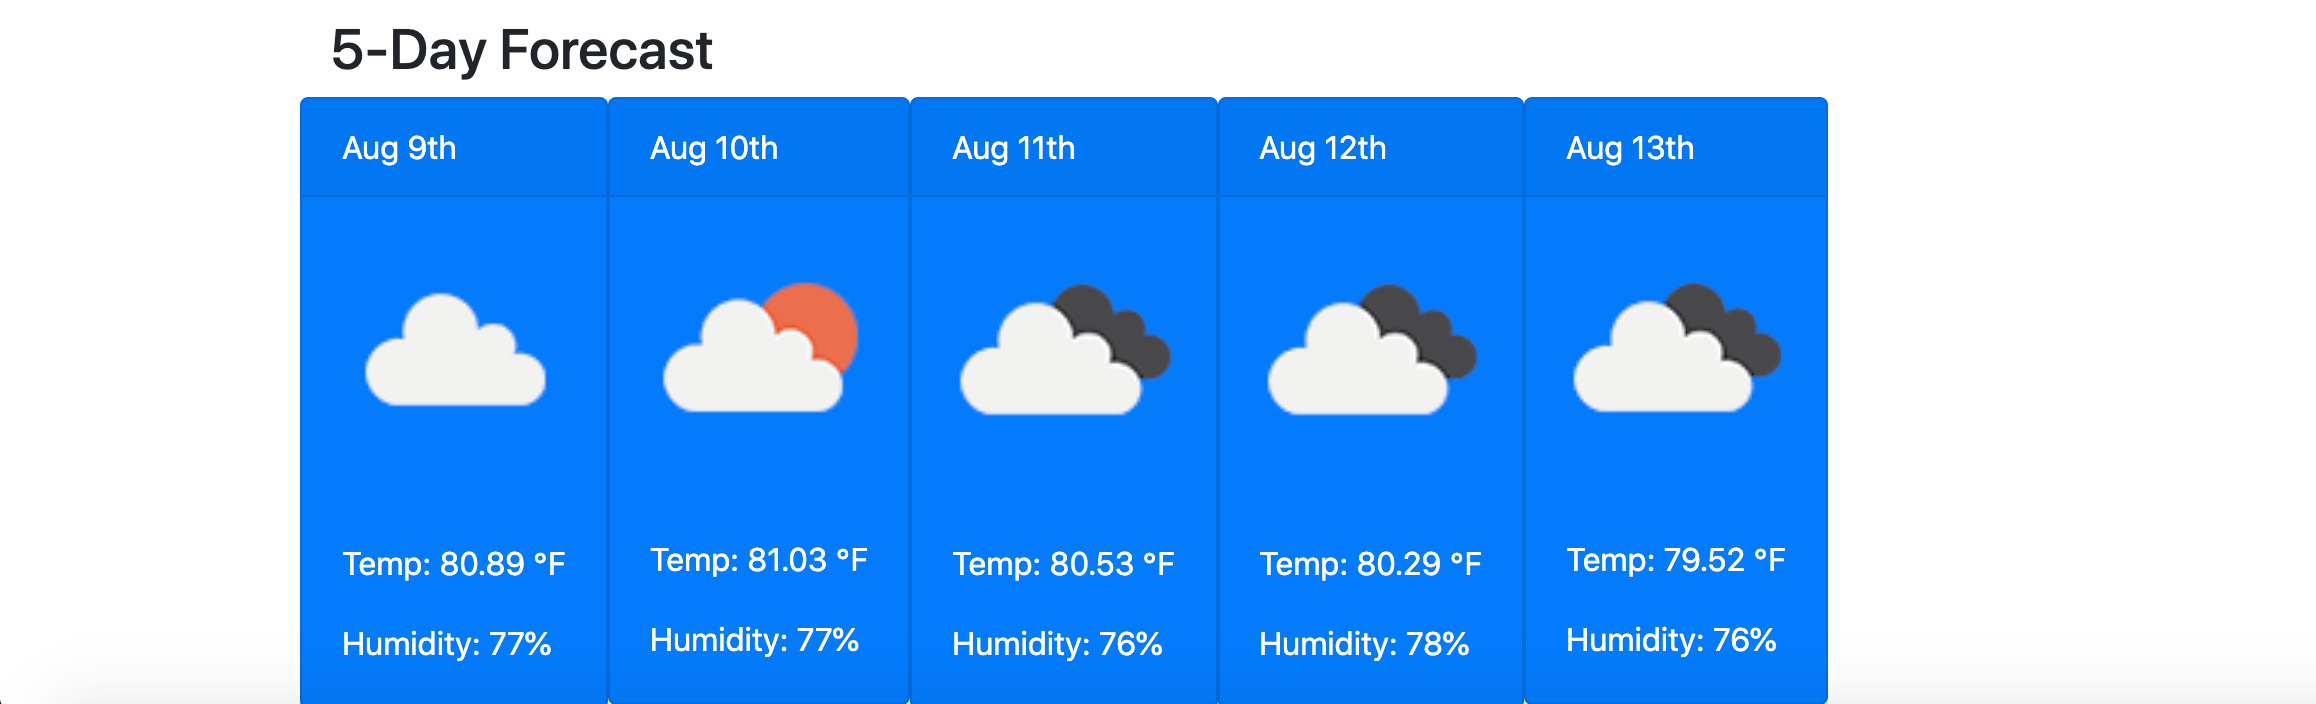 5-Day Forecast
Aug 9th
Temp: 80.89 °F
Humidity: 77%
Aug 10th
Temp: 81.03 °F
Humidity: 77%
Aug 11th
Temp: 80.53 °F
Humidity: 76%
Aug 12th
Temp: 80.29 °F
Humidity: 78%
Aug 13th
Temp: 79.52 °F
Humidity: 76%